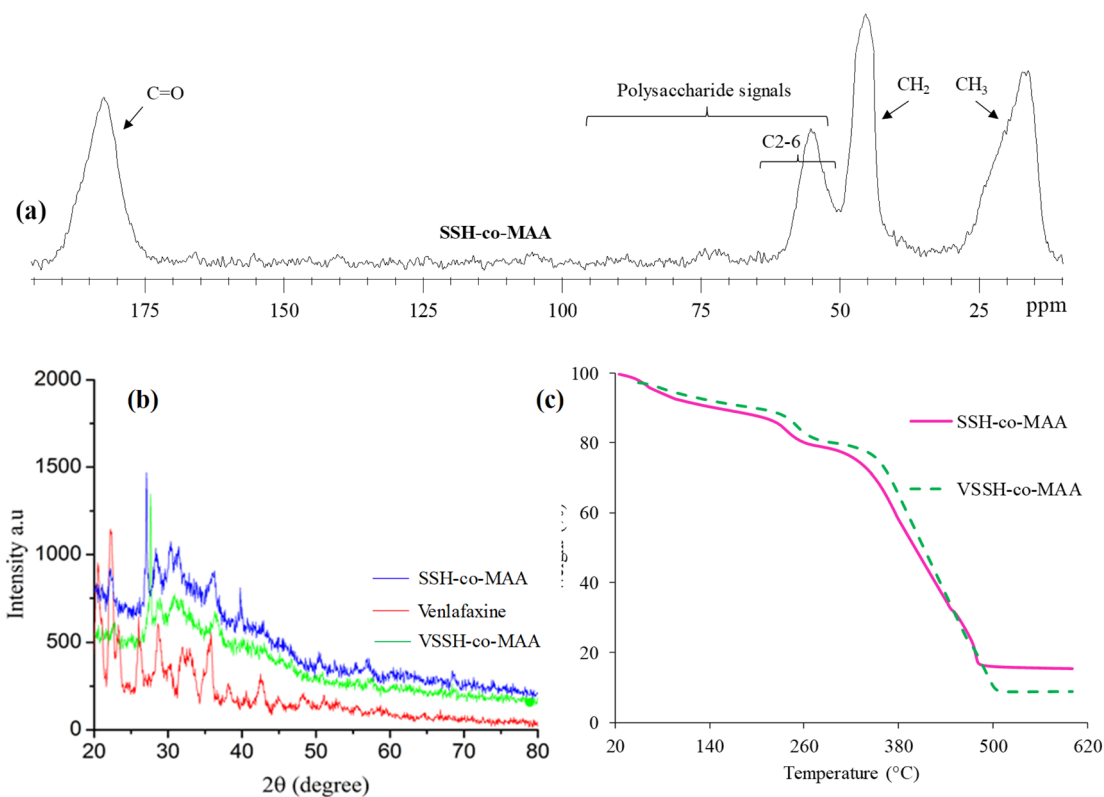 C=O
Polysaccharide signals
CH₂
CH₃
C2-6
(a)
SSH-co-MAA
175
150
125
100
75
50
25
ppm
(b)
2000
1500
1000
500
0
Intensity a.u
SSH-co-MAA
Venlafaxine
VSSH-co-MAA
20
30
40
50
60
70
80
2θ (degree)
(c)
100
80
60
40
20
0
SSH-co-MAA
VSSH-co-MAA
20
140
260
380
500
620
Temperature (°C)